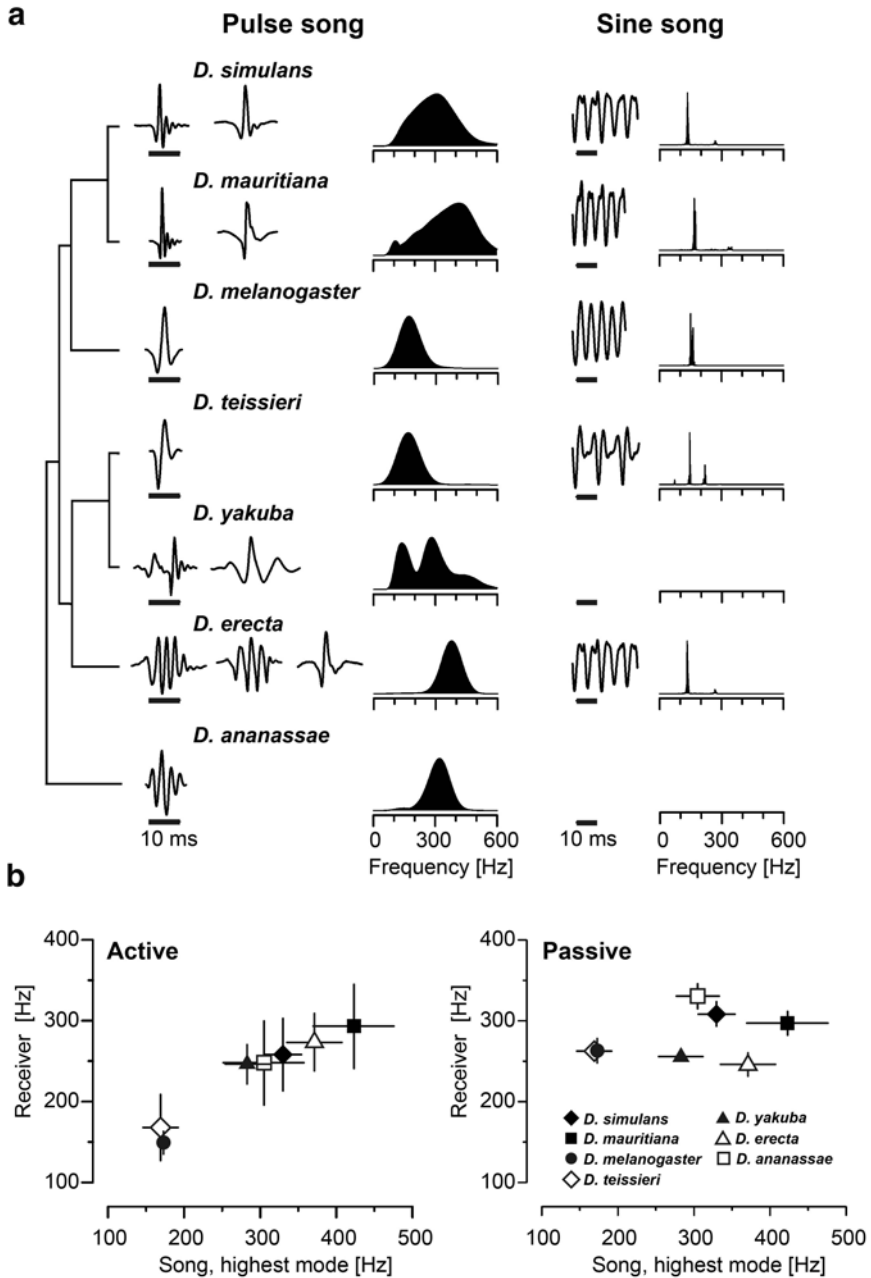 a
Pulse song Sine song
D. simulans
D. mauritiana
D. melanogaster
D. teissieri
D. yakuba
D. erecta
D. ananassae
10 ms 0 300 600 10 ms 0 300 600
Frequency [Hz] Frequency [Hz]
b
Active
400
300
200
100
Receiver [Hz]
100 200 300 400 500
Song, highest mode [Hz]
Passive
400
300
200
100
Receiver [Hz]
D. simulans D. yakuba
D. mauritiana D. erecta
D. melanogaster D. ananassae
D. teissieri
100 200 300 400 500
Song, highest mode [Hz]